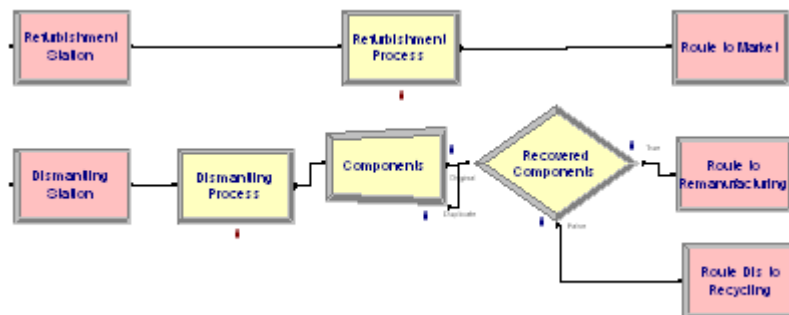 Refurbishment
Station
Refurbishment
Process
Route to Market
Dismantling
Station
Dismantling
Process
Components
Original
Duplicate
Recovered
Components
True
False
Route to
Remanufacturing
Route Dis to
Recycling